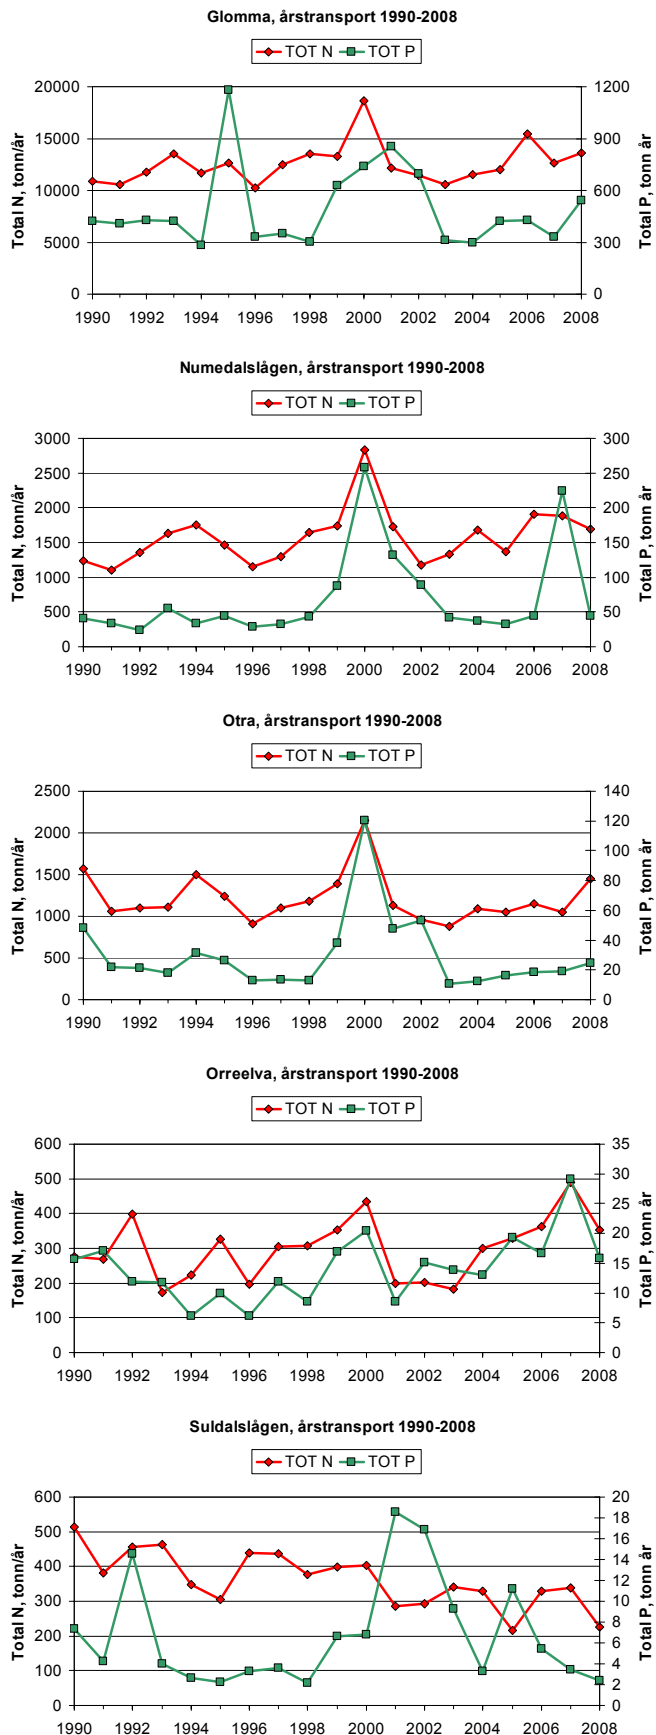 Glomma, årstransport 1990-2008
TOT N TOT P
20000 1200
15000 900
10000 600
5000 300
0 0
Total N, tonn/år
Total P, tonn år
1990 1992 1994 1996 1998 2000 2002 2004 2006 2008
Numedalslågen, årstransport 1990-2008
TOT N TOT P
3000 300
2500 250
2000 200
1500 150
1000 100
500 50
0 0
Total N, tonn/år
Total P, tonn år
1990 1992 1994 1996 1998 2000 2002 2004 2006 2008
Otra, årstransport 1990-2008
TOT N TOT P
2500 140
120
2000 100
1500 80
60
1000 40
500 20
0 0
Total N, tonn/år
Total P, tonn år
1990 1992 1994 1996 1998 2000 2002 2004 2006 2008
Orreelva, årstransport 1990-2008
TOT N TOT P
600 35
500 30
400 25
20
300 15
200 10
100 5
0 0
Total N, tonn/år
Total P, tonn år
1990 1992 1994 1996 1998 2000 2002 2004 2006 2008
Suldalslågen, årstransport 1990-2008
TOT N TOT P
600 20
18
500 16
400 14
12
300 10
8
200 6
100 4
2
0 0
Total N, tonn/år
Total P, tonn år
1990 1992 1994 1996 1998 2000 2002 2004 2006 2008